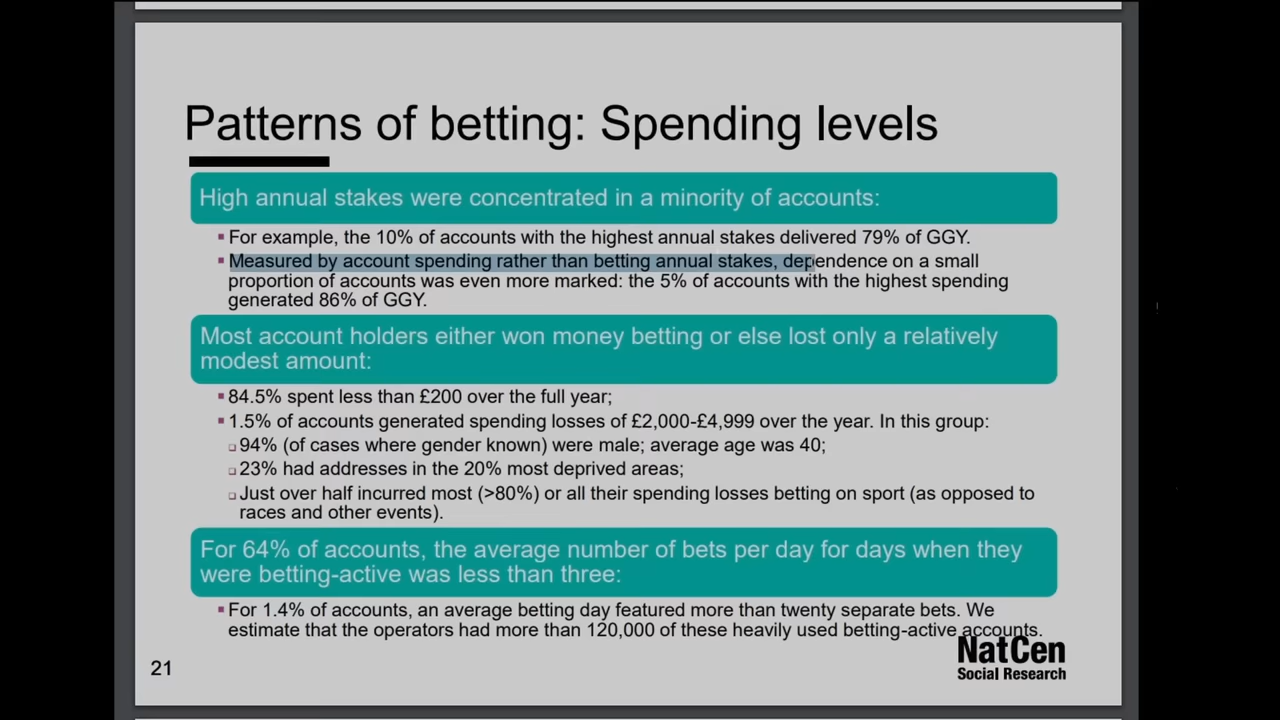 Patterns of betting: Spending levels
High annual stakes were concentrated in a minority of accounts:
▪ For example, the 10% of accounts with the highest annual stakes delivered 79% of GGY.
▪ Measured by account spending rather than betting annual stakes, dependence on a small
proportion of accounts was even more marked: the 5% of accounts with the highest spending
generated 86% of GGY.
Most account holders either won money betting or else lost only a relatively
modest amount:
▪ 84.5% spent less than £200 over the full year;
▪ 1.5% of accounts generated spending losses of £2,000-£4,999 over the year. In this group:
❑ 94% (of cases where gender known) were male; average age was 40;
❑ 23% had addresses in the 20% most deprived areas;
❑ Just over half incurred most (>80%) or all their spending losses betting on sport (as opposed to
races and other events).
For 64% of accounts, the average number of bets per day for days when they
were betting-active was less than three:
▪ For 1.4% of accounts, an average betting day featured more than twenty separate bets. We
estimate that the operators had more than 120,000 of these heavily used betting-active accounts.
21
NatCen
Social Research